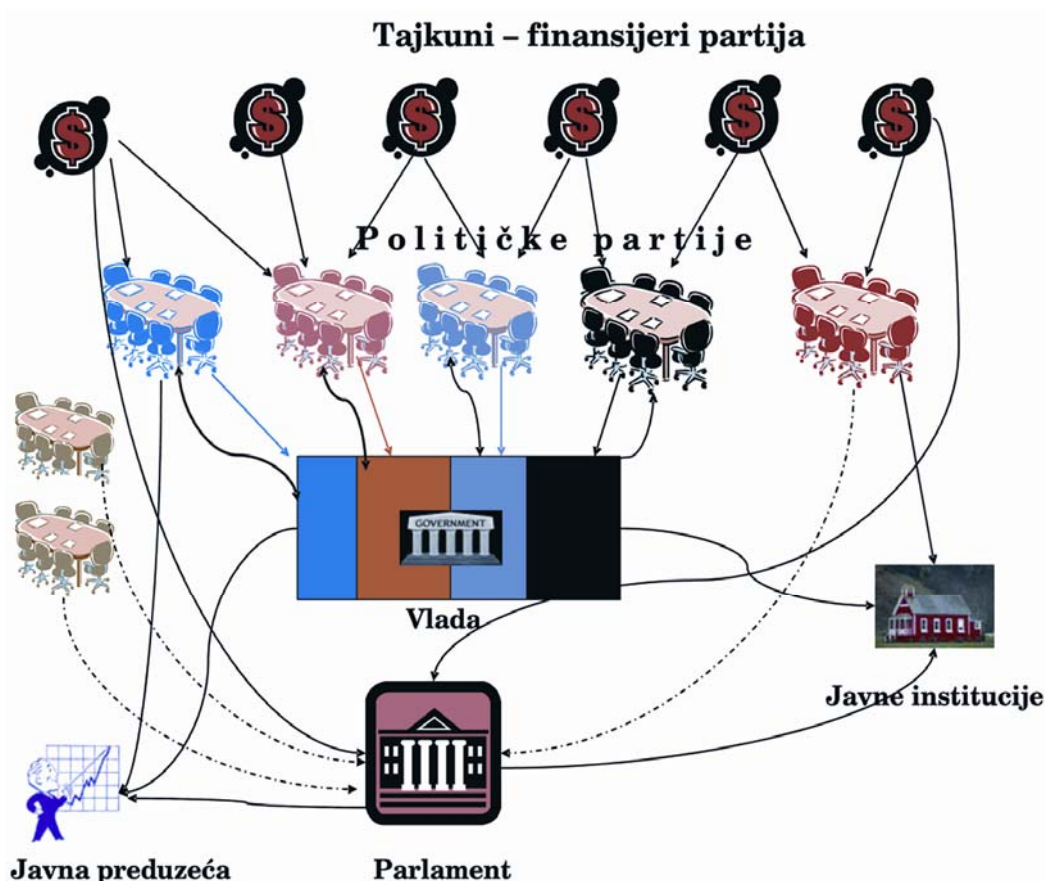 Tajkuni – finansijeri partija
$ $ $ $ $ $
Političke partije
GOVERNMENT
Vlada
Javne institucije
Javna preduzeća
Parlament